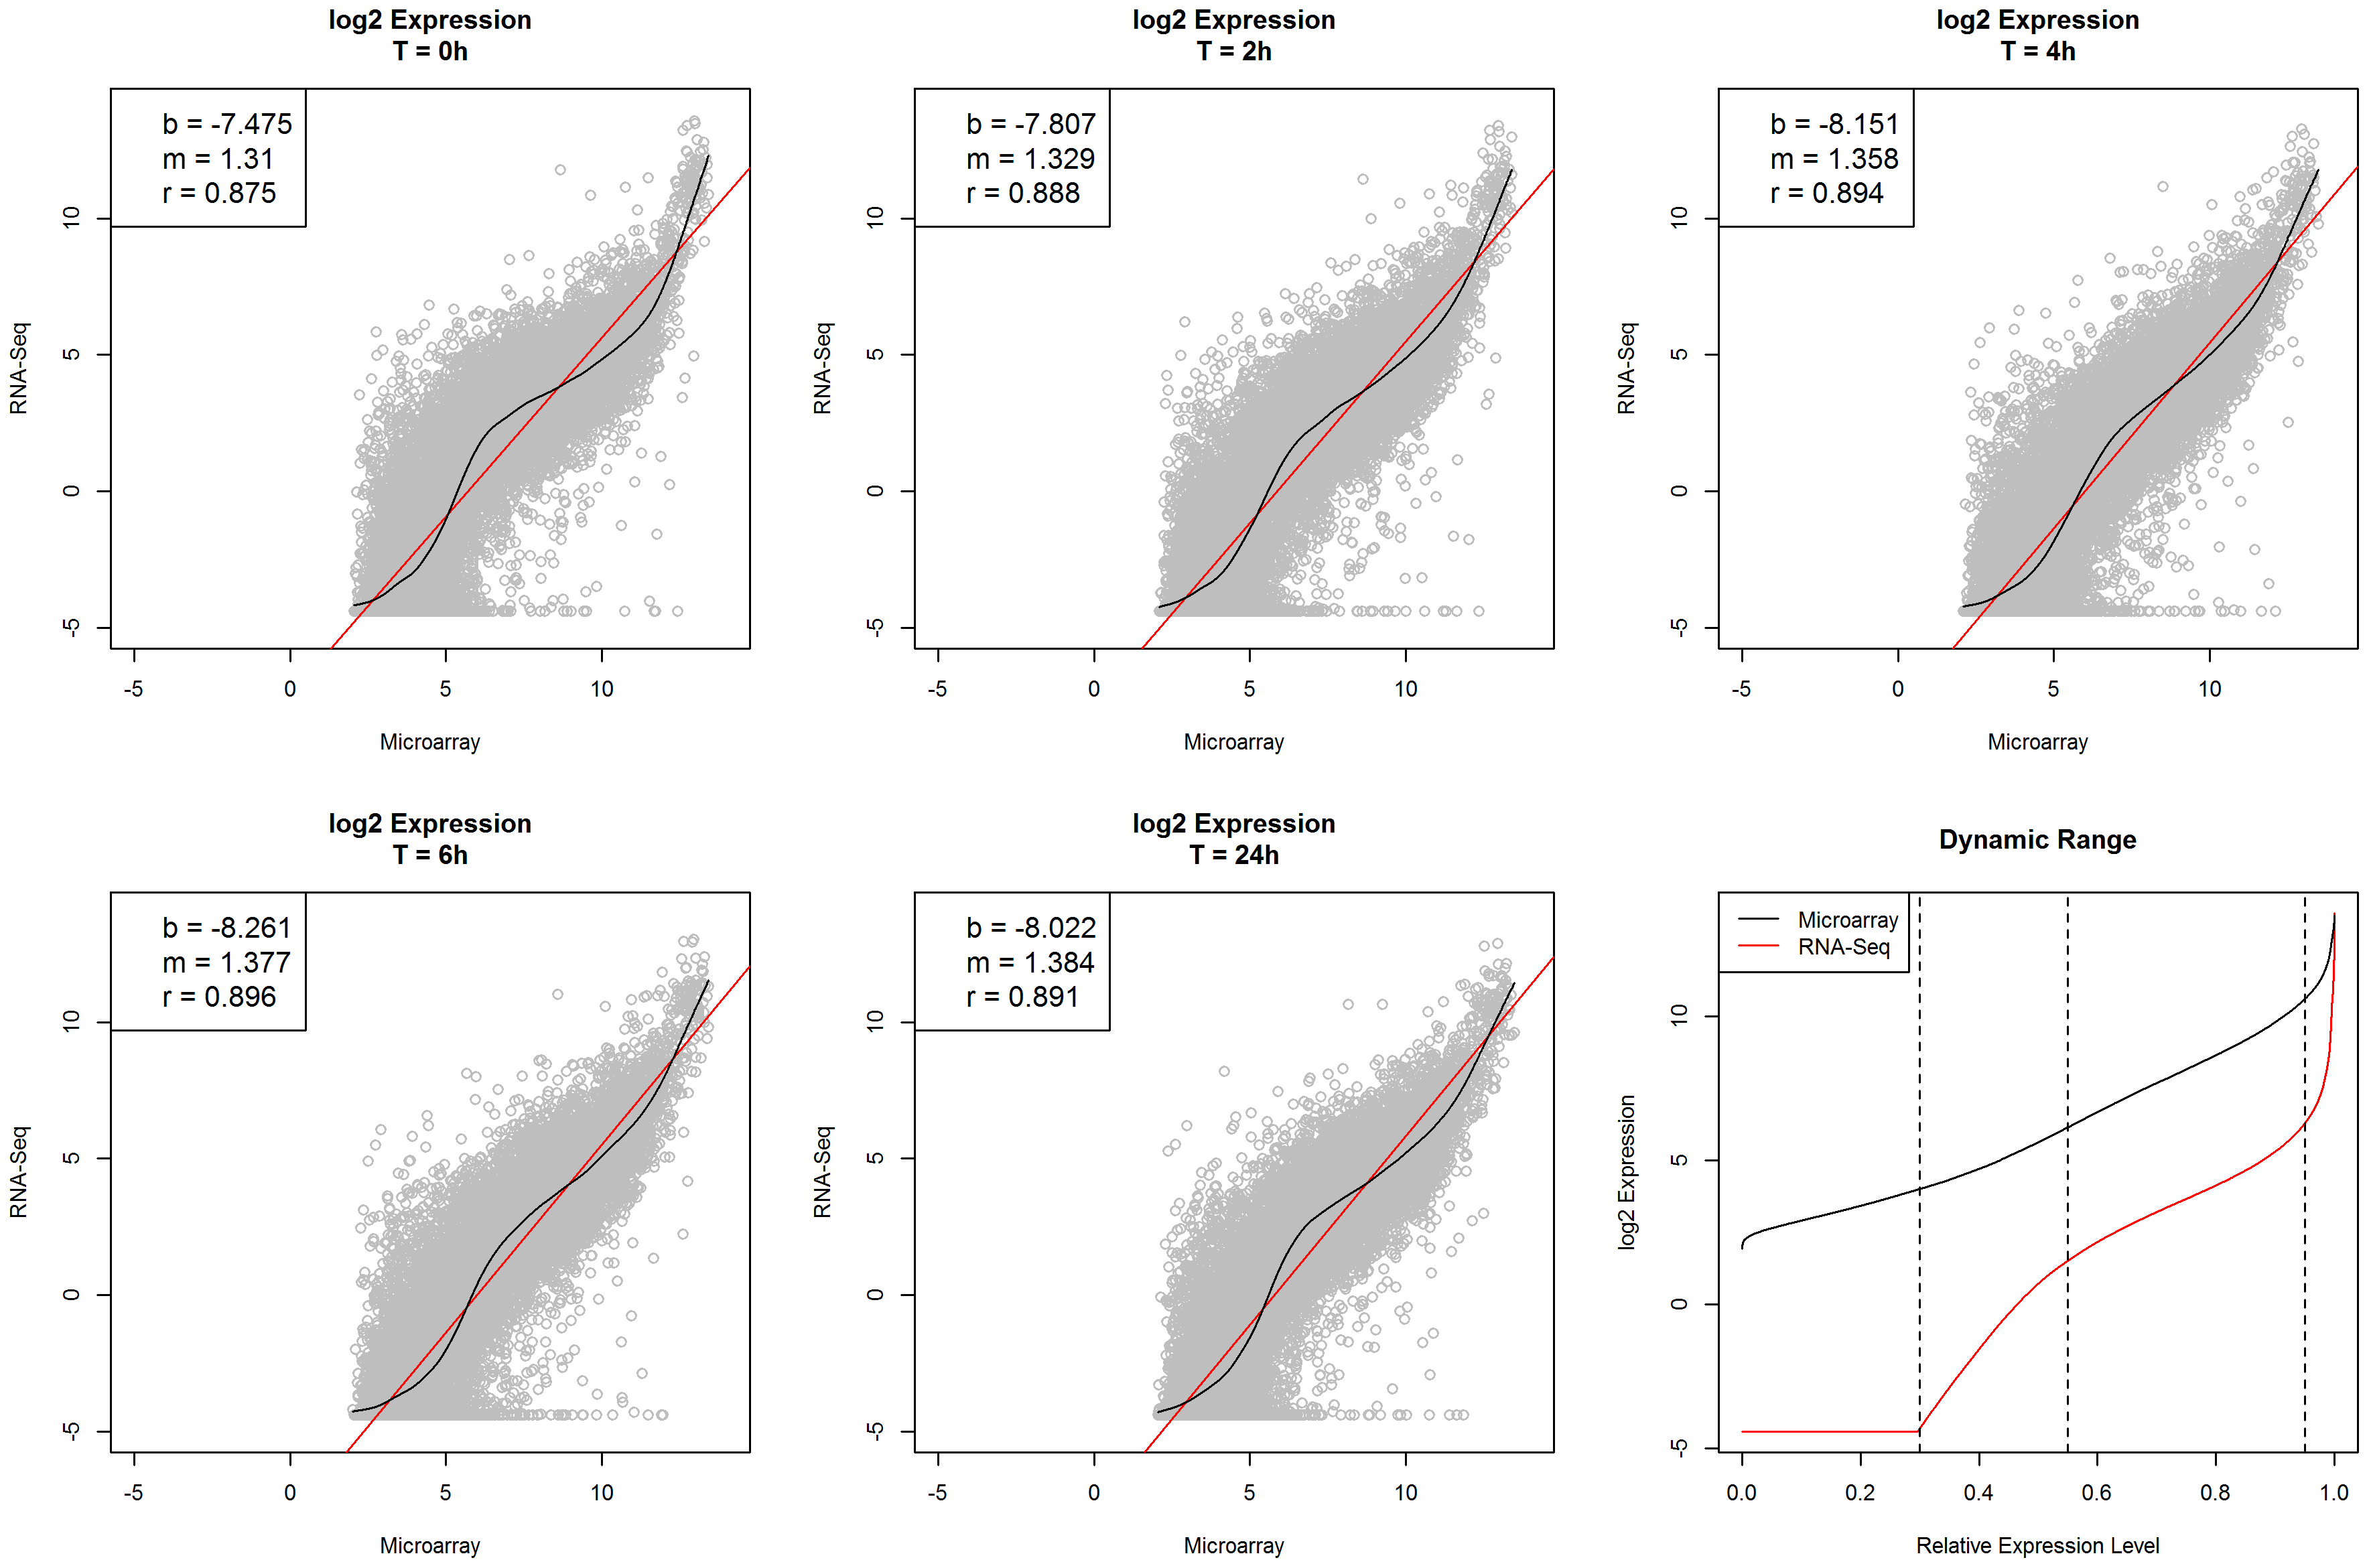 log2 Expression
T = 0h
b = -7.475
m = 1.31
r = 0.875
10
5
0
-5
RNA-Seq
-5 0 5 10
Microarray
log2 Expression
T = 2h
b = -7.807
m = 1.329
r = 0.888
10
5
0
-5
RNA-Seq
-5 0 5 10
Microarray
log2 Expression
T = 4h
b = -8.151
m = 1.358
r = 0.894
10
5
0
-5
RNA-Seq
-5 0 5 10
Microarray
log2 Expression
T = 6h
b = -8.261
m = 1.377
r = 0.896
10
5
0
-5
RNA-Seq
-5 0 5 10
Microarray
log2 Expression
T = 24h
b = -8.022
m = 1.384
r = 0.891
10
5
0
-5
RNA-Seq
-5 0 5 10
Microarray
Dynamic Range
Microarray
RNA-Seq
10
5
0
-5
log2 Expression
0.0 0.2 0.4 0.6 0.8 1.0
Relative Expression Level